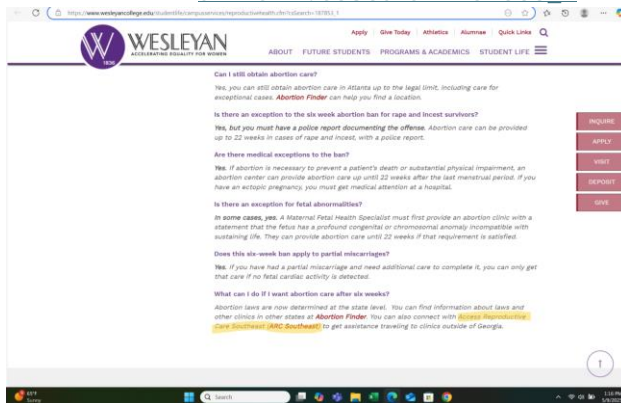 https://www.wesleyancollege.edu/studentlife/campusservices/reproductivehealth.cfm?csSearch=187853_1
Apply Give Today Athletics Alumnae Quick Links
WESLEYAN
ACCELERATING EQUALITY FOR WOMEN
1836
ABOUT FUTURE STUDENTS PROGRAMS & ACADEMICS STUDENT LIFE
Can I still obtain abortion care?
Yes, you can still obtain abortion care in Atlanta up to the legal limit, including care for
exceptional cases. Abortion Finder can help you find a location.
Is there an exception to the six week abortion ban for rape and incest survivors?
Yes, but you must have a police report documenting the offense. Abortion care can be provided
up to 22 weeks in cases of rape and incest, with a police report.
Are there medical exceptions to the ban?
Yes. If abortion is necessary to prevent a patient's death or substantial physical impairment, an
abortion center can provide abortion care up until 22 weeks after the last menstrual period. If you
have an ectopic pregnancy, you must get medical attention at a hospital.
Is there an exception for fetal abnormalities?
In some cases, yes. A Maternal Fetal Health Specialist must first provide an abortion clinic with a
statement that the fetus has a profound congenital or chromosomal anomaly incompatible with
sustaining life. They can provide abortion care until 22 weeks if that requirement is satisfied.
Does this six-week ban apply to partial miscarriages?
Yes. If you have had a partial miscarriage and need additional care to complete it, you can only get
that care if no fetal cardiac activity is detected.
What can I do if I want abortion care after six weeks?
Abortion laws are now determined at the state level. You can find information about laws and
other clinics in other states at Abortion Finder. You can also connect with Access Reproductive
Care Southeast (ARC Southeast) to get assistance traveling to clinics outside of Georgia.
INQUIRE
APPLY
VISIT
DEPOSIT
GIVE
Sunny
Search